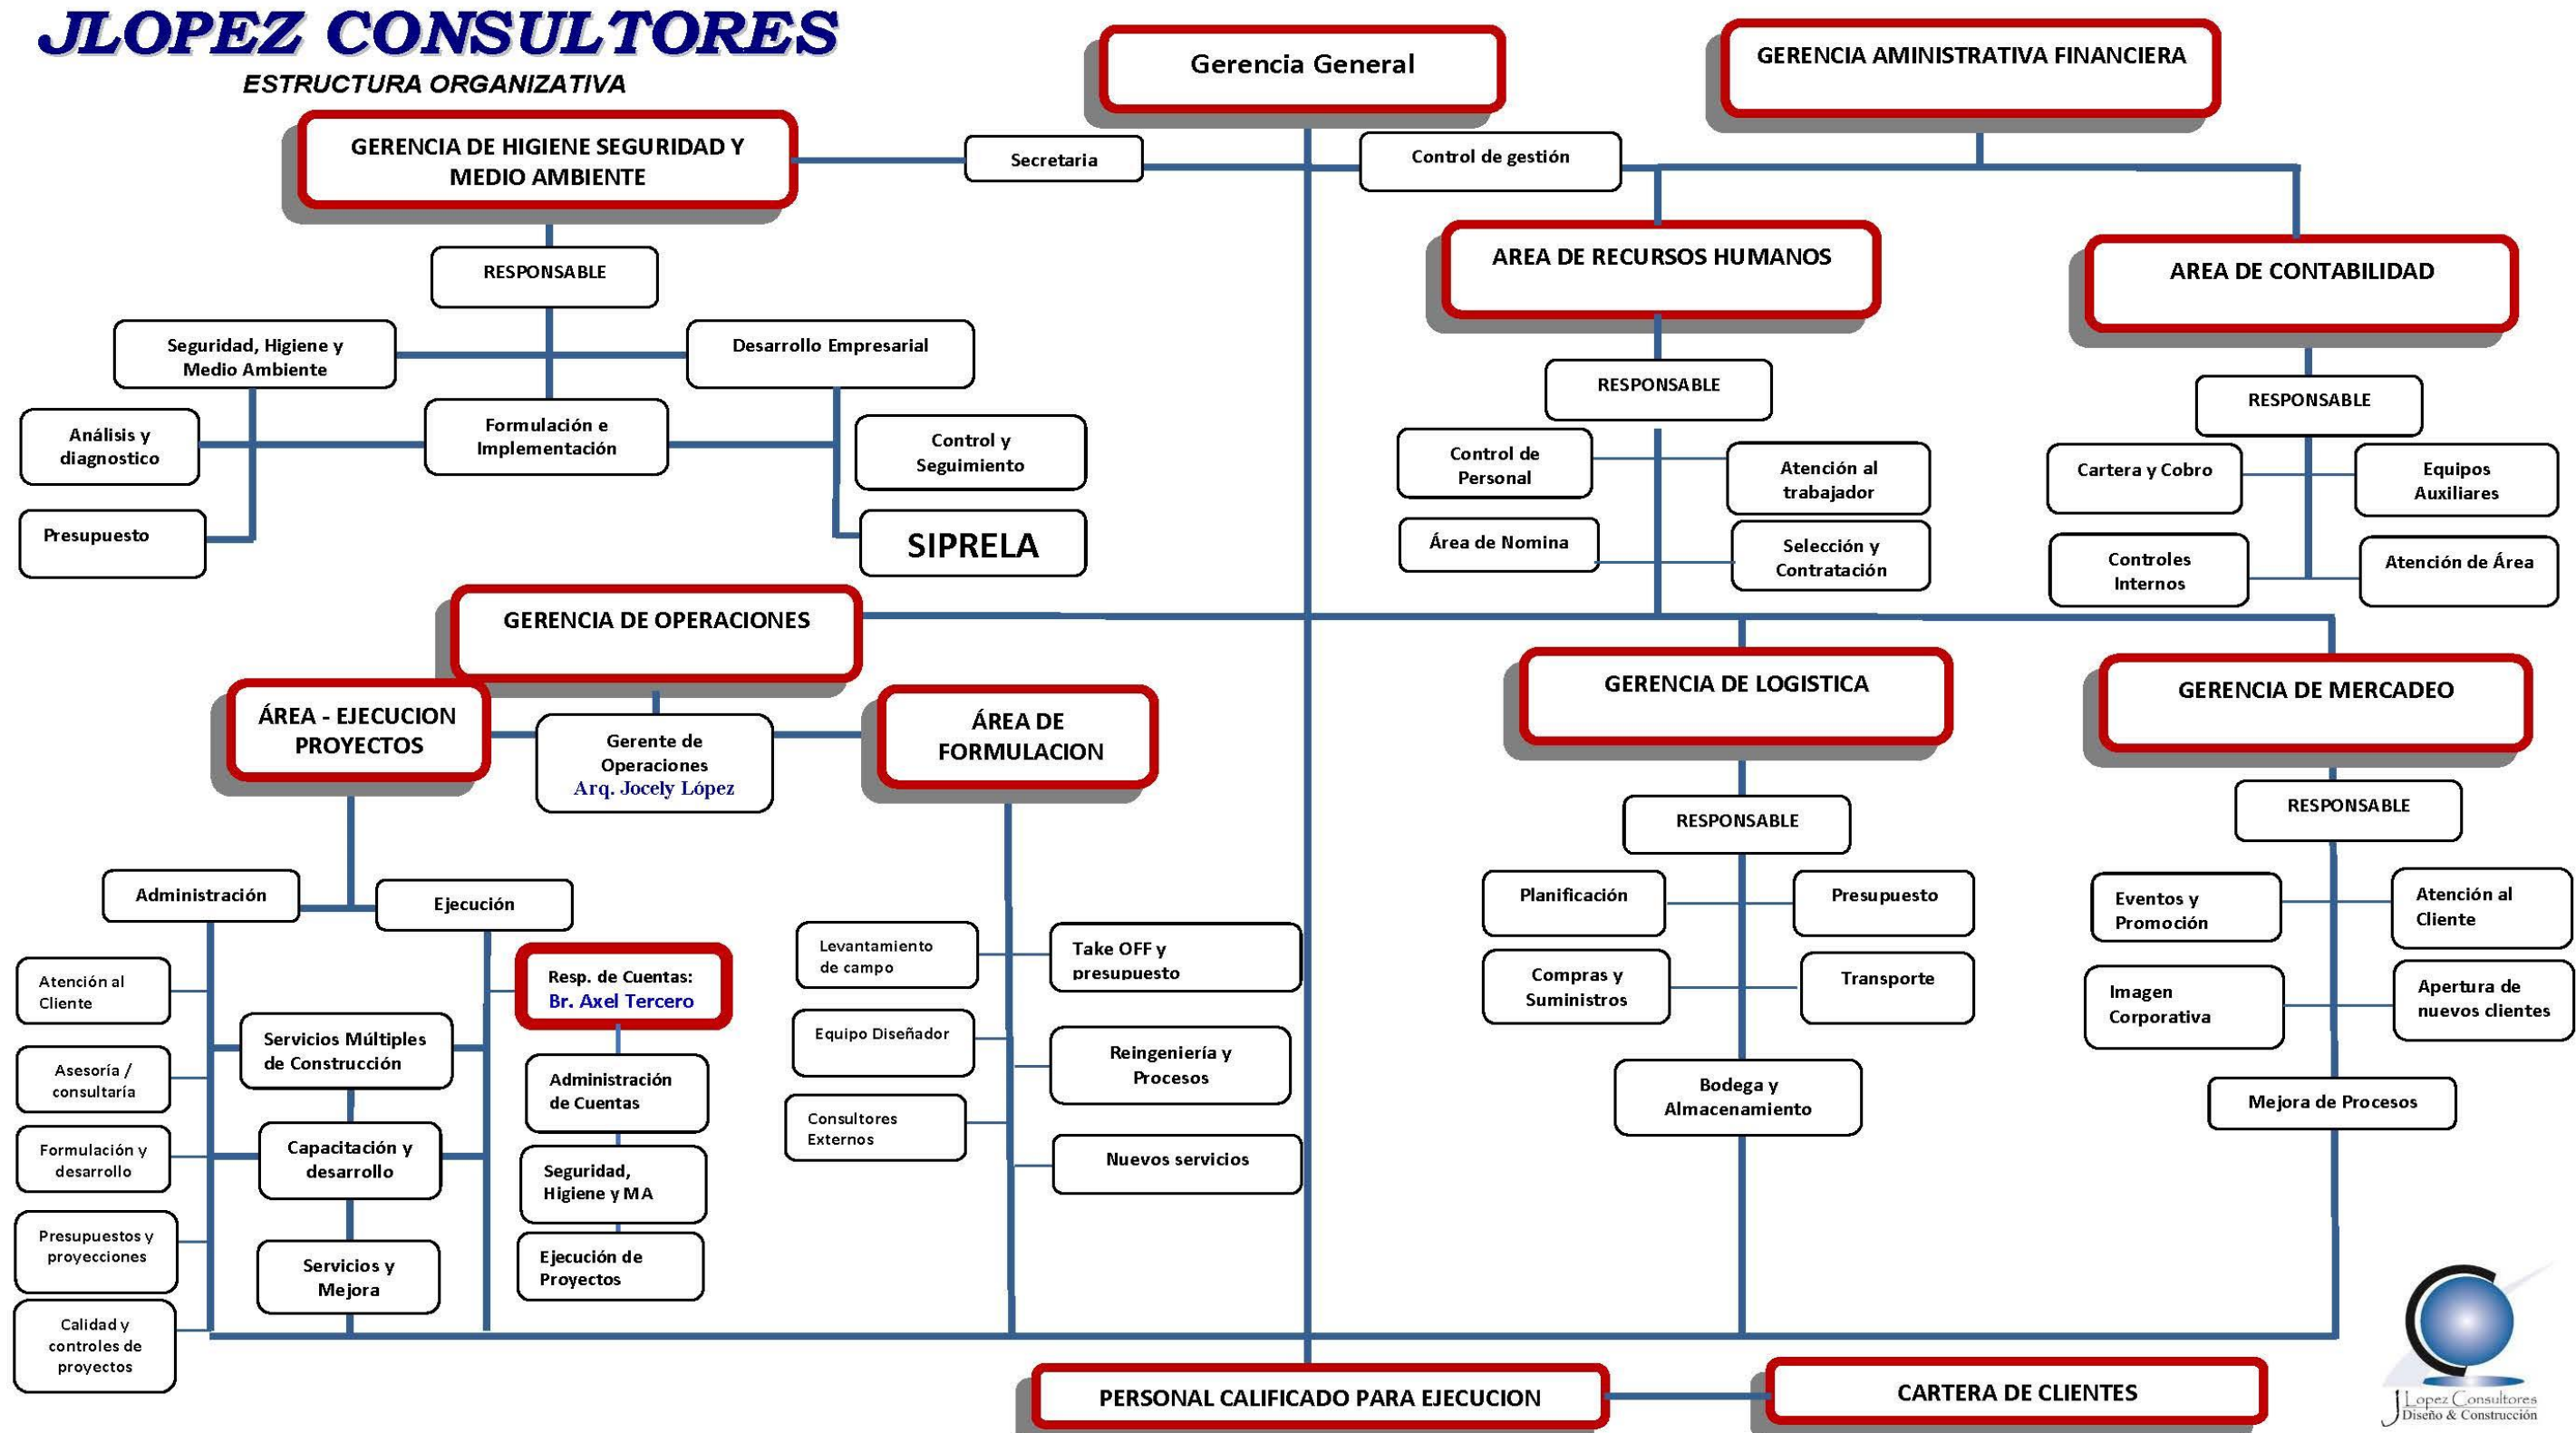 JLOPEZ CONSULTORES
ESTRUCTURA ORGANIZATIVA
Gerencia General
GERENCIA AMINISTRATIVA FINANCIERA
GERENCIA DE HIGIENE SEGURIDAD Y
MEDIO AMBIENTE
Secretaria
Control de gestión
RESPONSABLE
Seguridad, Higiene y
Medio Ambiente
Desarrollo Empresarial
Análisis y
diagnostico
Formulación e
Implementación
Control y
Seguimiento
Presupuesto
SIPRELA
AREA DE RECURSOS HUMANOS
RESPONSABLE
Control de
Personal
Atención al
trabajador
Área de Nomina
Selección y
Contratación
AREA DE CONTABILIDAD
RESPONSABLE
Cartera y Cobro
Equipos
Auxiliares
Controles
Internos
Atención de Área
GERENCIA DE OPERACIONES
ÁREA - EJECUCION
PROYECTOS
Gerente de
Operaciones
Arq. Jocely López
ÁREA DE
FORMULACION
Administración
Ejecución
Atención al
Cliente
Asesoría /
consultaría
Formulación y
desarrollo
Presupuestos y
proyecciones
Calidad y
controles de
proyectos
Servicios Múltiples
de Construcción
Capacitación y
desarrollo
Servicios y
Mejora
Resp. de Cuentas:
Br. Axel Tercero
Administración
de Cuentas
Seguridad,
Higiene y MA
Ejecución de
Proyectos
Levantamiento
de campo
Take OFF y
presupuesto
Equipo Diseñador
Reingeniería y
Procesos
Consultores
Externos
Nuevos servicios
GERENCIA DE LOGISTICA
RESPONSABLE
Planificación
Presupuesto
Compras y
Suministros
Transporte
Bodega y
Almacenamiento
GERENCIA DE MERCADEO
RESPONSABLE
Eventos y
Promoción
Atención al
Cliente
Imagen
Corporativa
Apertura de
nuevos clientes
Mejora de Procesos
PERSONAL CALIFICADO PARA EJECUCION
CARTERA DE CLIENTES
J Lopez Consultores
Diseño & Construcción